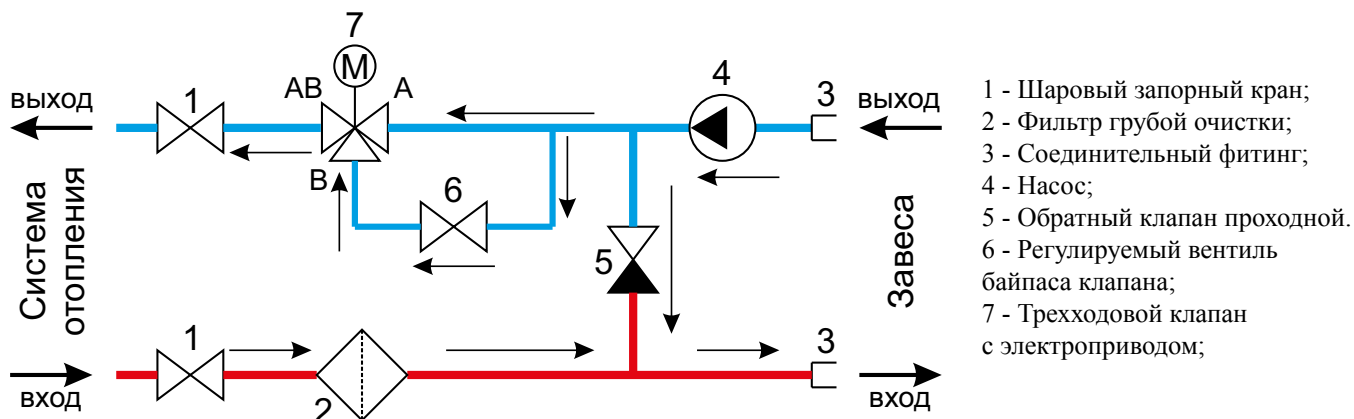 7
M
AB
A
B
1
выход
4
3
выход
6
5
Система
отопления
Завеса
1
2
3
вход
вход
1 - Шаровый запорный кран;
2 - Фильтр грубой очистки;
3 - Соединительный фитинг;
4 - Насос;
5 - Обратный клапан проходной.
6 - Регулируемый вентиль
байпаса клапана;
7 - Трехходовой клапан
с электроприводом;